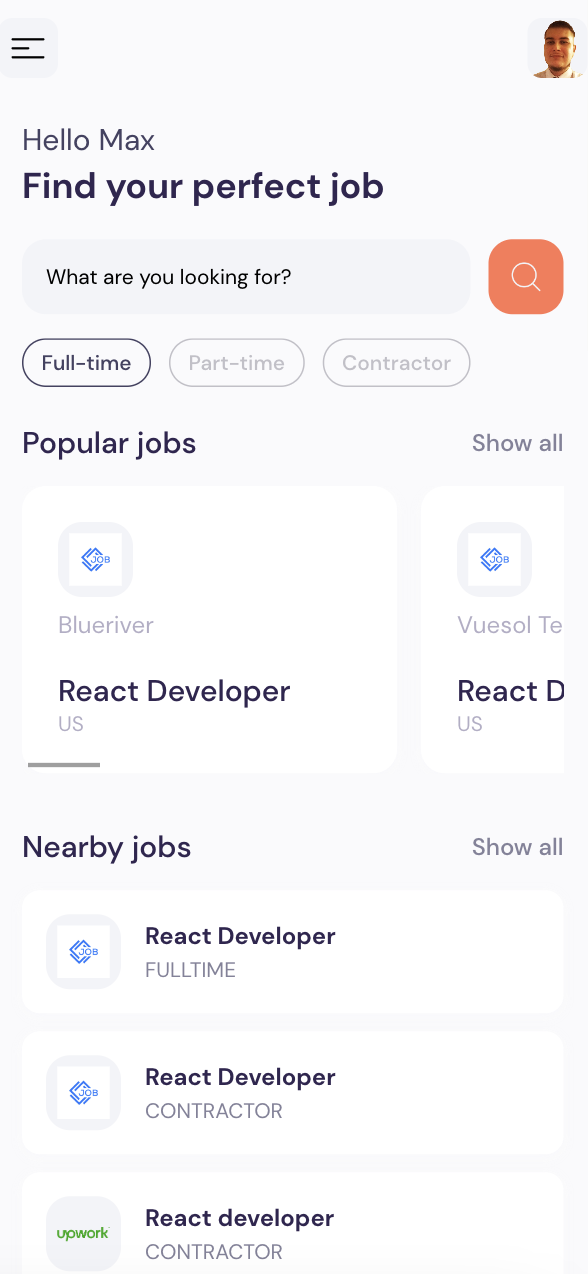 Hello Max
Find your perfect job
What are you looking for?
Full-time Part-time Contractor
Popular jobs Show all
JOB JOB
Blueriver Vuesol Te
React Developer React D
US US
Nearby jobs Show all
JOB
React Developer
FULLTIME
JOB
React Developer
CONTRACTOR
upwork
React developer
CONTRACTOR